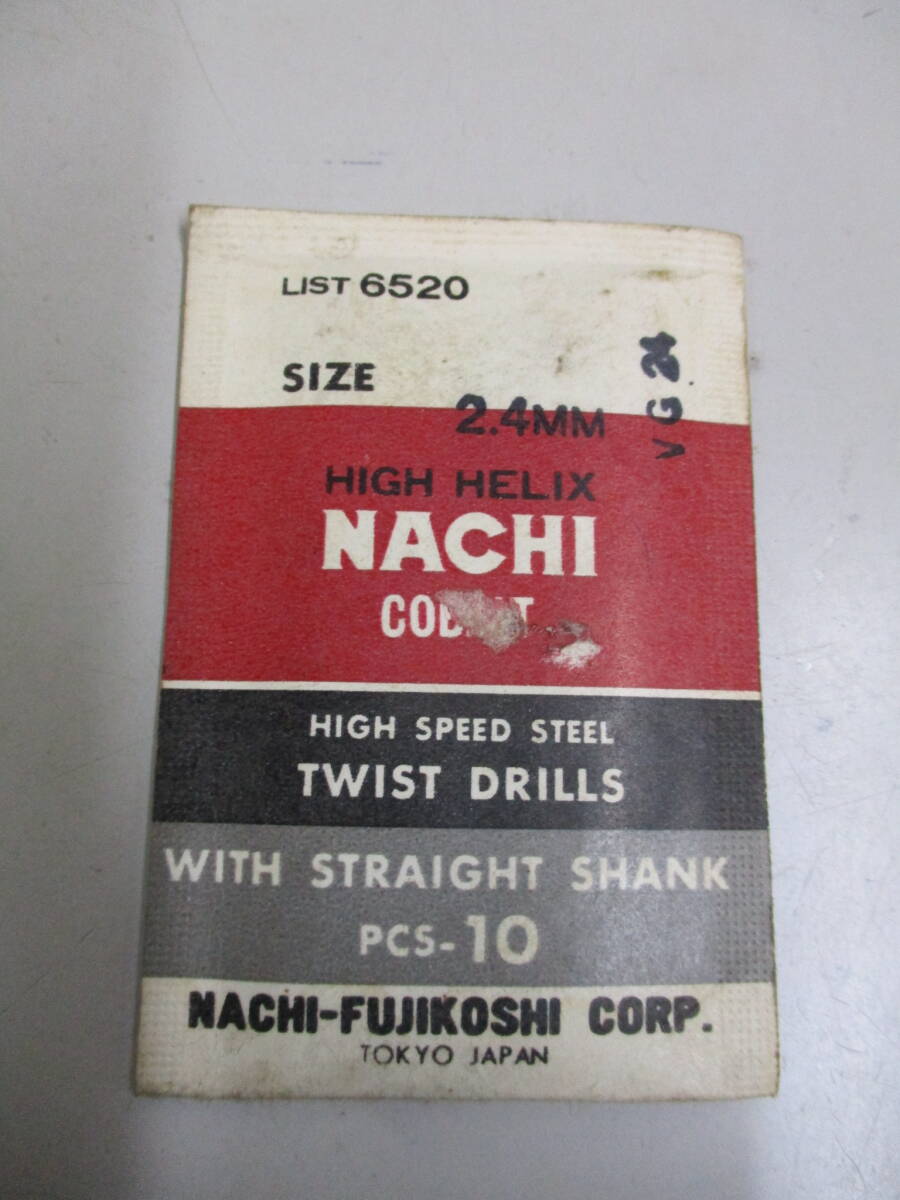 LIST 6520
SIZE
2.4MM
VG 24
HIGH HELIX
NACHI
HIGH SPEED STEEL
TWIST DRILLS
WITH STRAIGHT SHANK
PCS-10
NACHI-FUJIKOSHI CORP.
TOKYO JAPAN